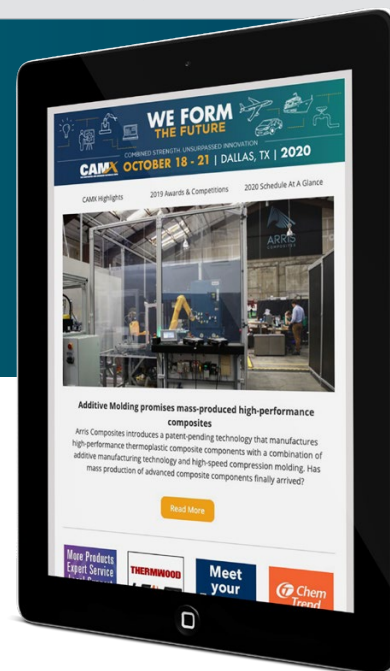 WE FORM
THE FUTURE
COMBINED STRENGTH. UNSURPASSED INNOVATION
CAMX OCTOBER 18 - 21 | DALLAS, TX | 2020
CAMX Highlights 2019 Awards & Competitions 2020 Schedule At A Glance
ARRIS
COMPOSITES
Additive Molding promises mass-produced high-performance
composites
Arris Composites introduces a patent-pending technology that manufactures
high-performance thermoplastic composite components with a combination of
additive manufacturing technology and high-speed compression molding. Has
mass production of advanced composite components finally arrived?
Read More
More Products
Expert Service
THERMWOOD
Meet
your
Chem
Trend